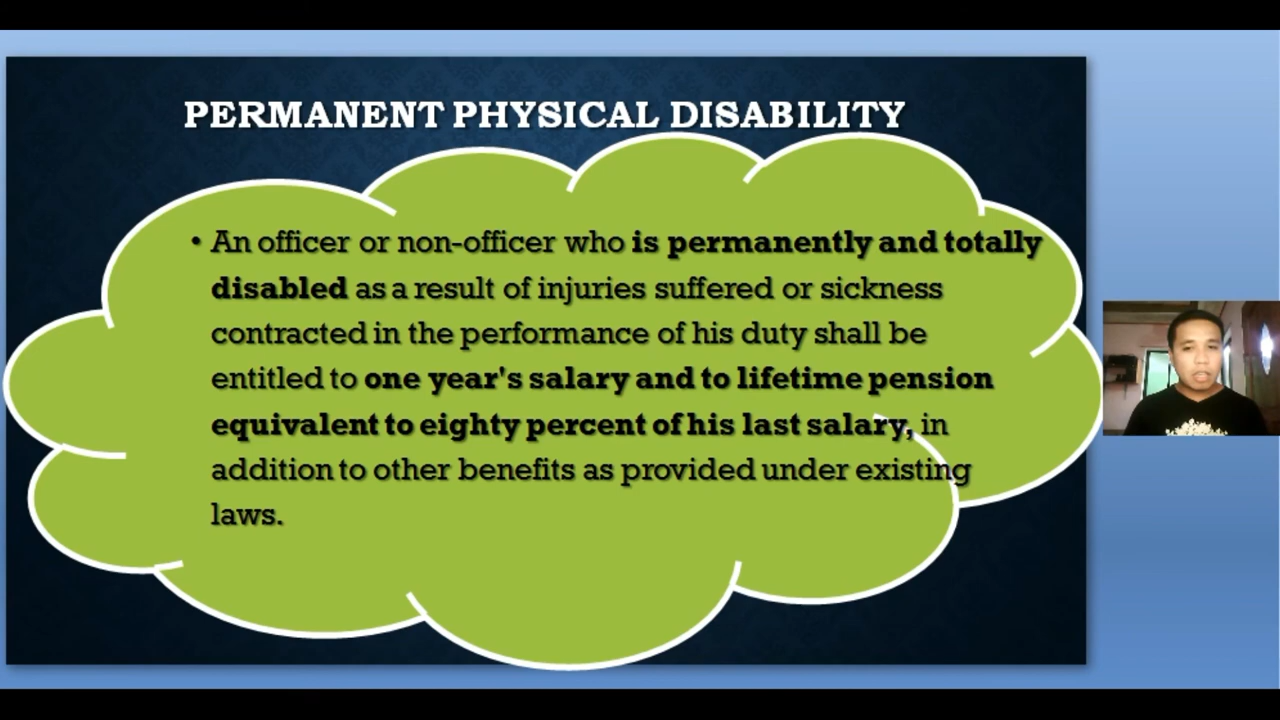 PERMANENT PHYSICAL DISABILITY
• An officer or non-officer who is permanently and totally
disabled as a result of injuries suffered or sickness
contracted in the performance of his duty shall be
entitled to one year's salary and to lifetime pension
equivalent to eighty percent of his last salary, in
addition to other benefits as provided under existing
laws.